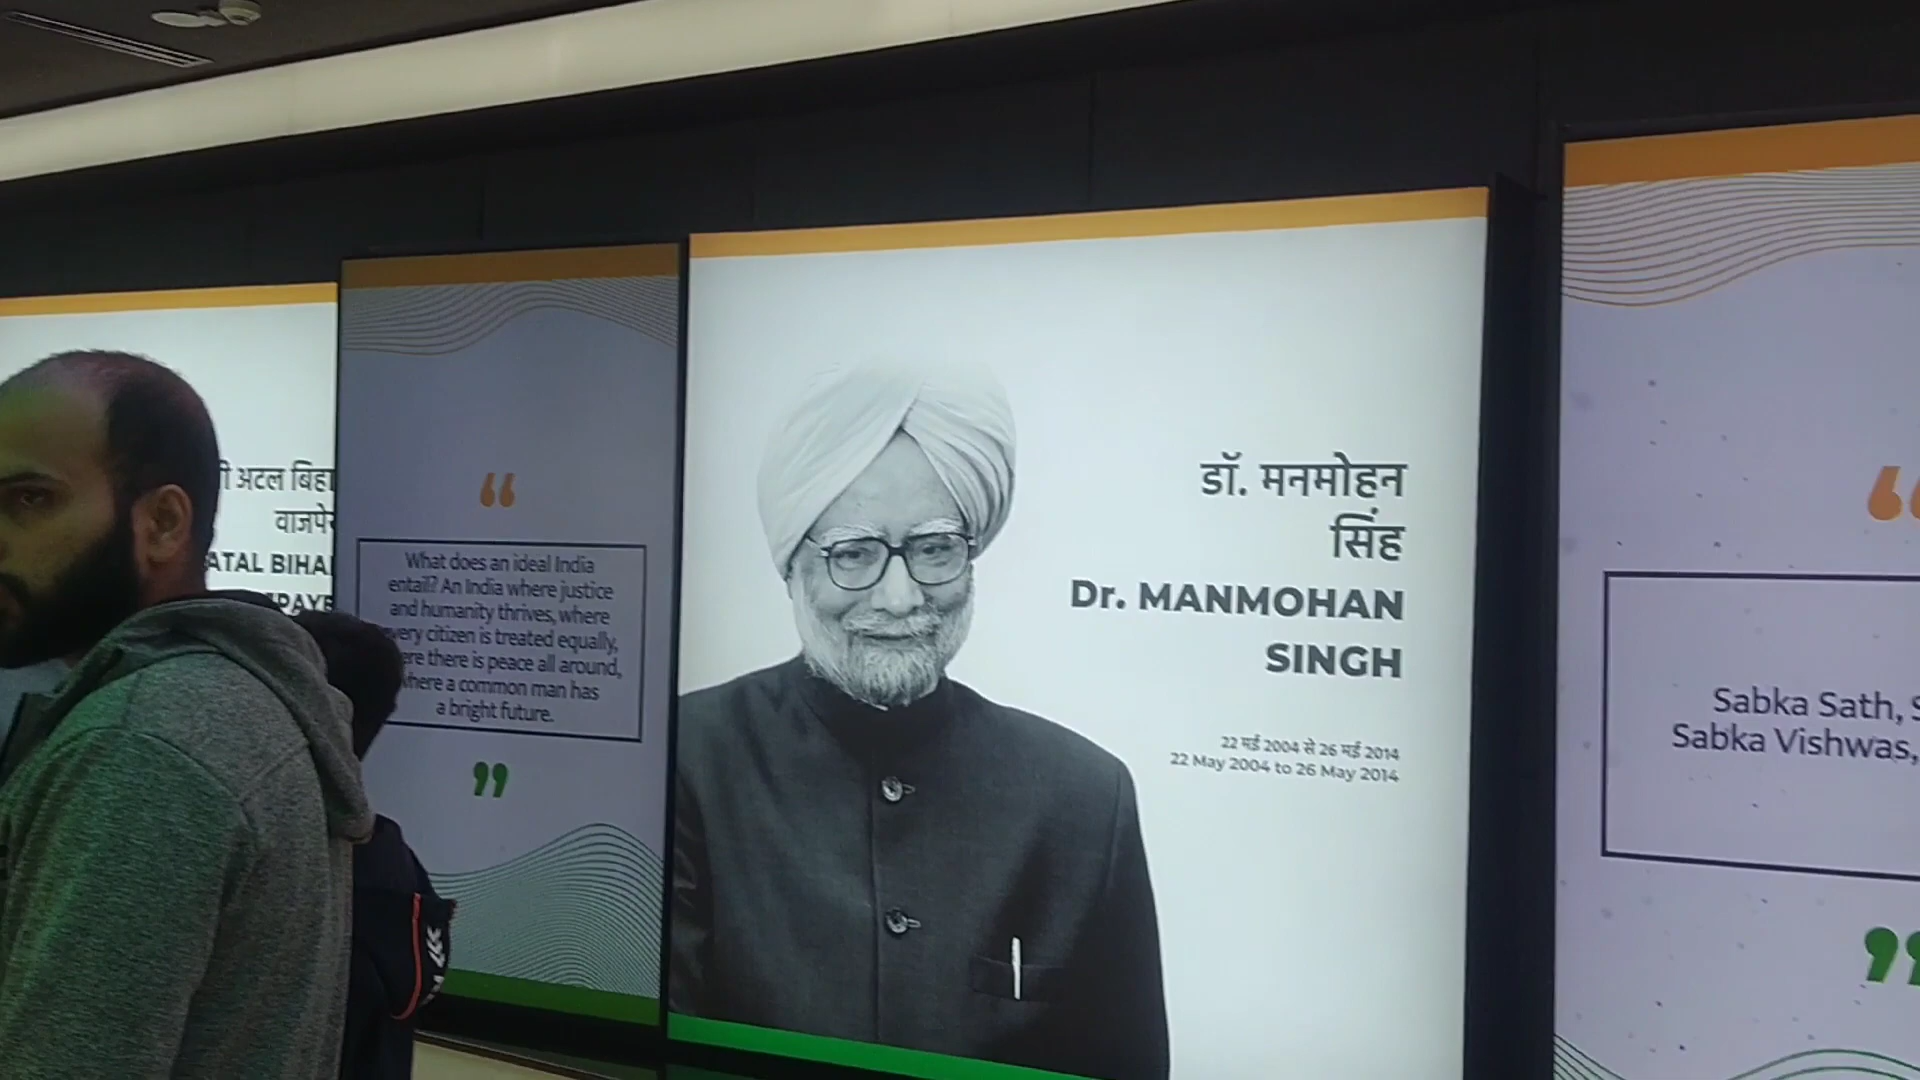 अटल बिहा
वाजपे
ATAL BIHA
What does an ideal India
entail? An India where justice
and humanity thrives, where
very citizen is treated equally,
ere there is peace all around,
where a common man has
a bright future.
डॉ. मनमोहन
सिंह
Dr. MANMOHAN
SINGH
22 मई 2004 से 26 मई 2014
22 May 2004 to 26 May 2014
Sabka Sath,
Sabka Vishwas,